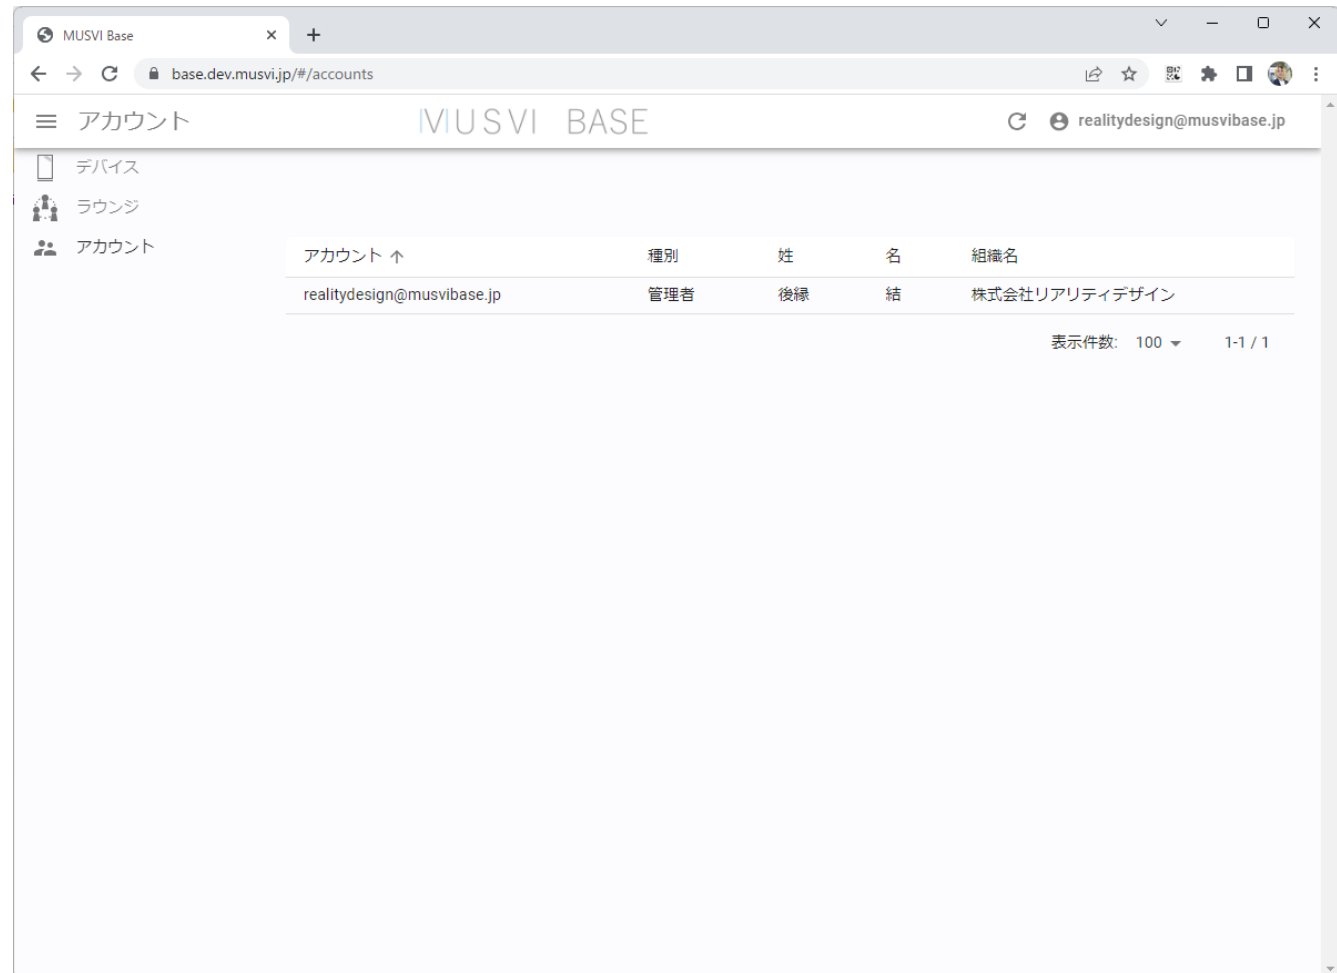 MUSVI Base
base.dev.musvi.jp/#/accounts
アカウント MUSVI BASE realitydesign@musvibase.jp
デバイス
ラウンジ
アカウント
アカウント 種別 姓 名 組織名
realitydesign@musvibase.jp 管理者 後縁 結 株式会社リアリティデザイン
表示件数: 100 1-1 / 1